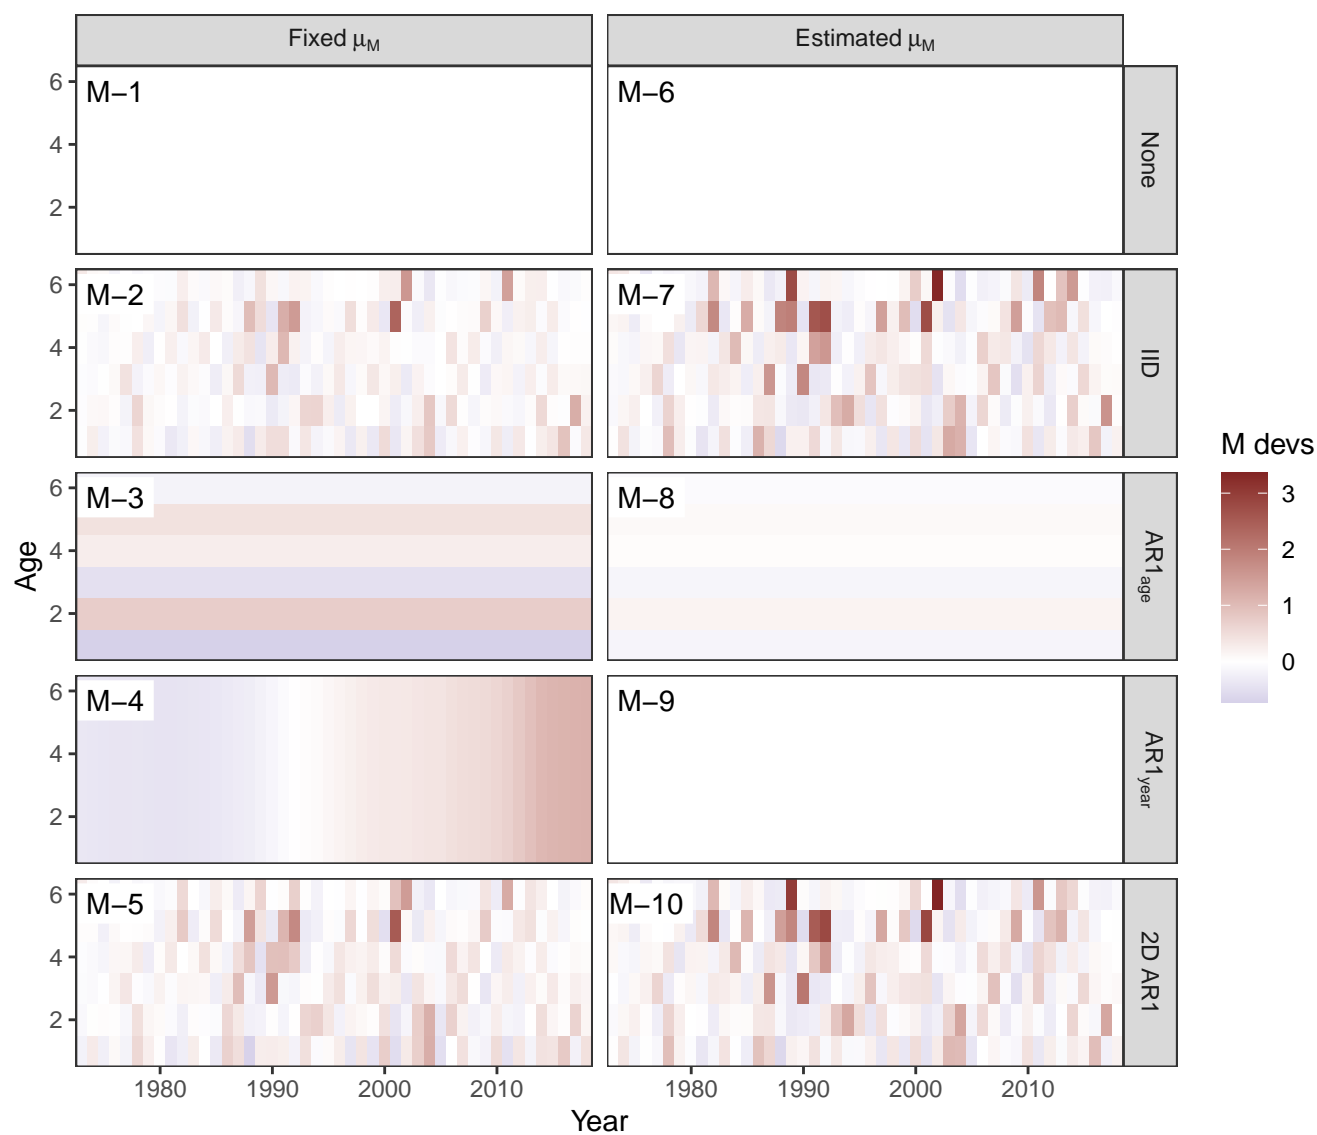 Fixed μM
Estimated μM
6
4
2
M−1
M−6
None
6
4
2
M−2
M−7
IID
6
4
2
M−3
M−8
AR1age
Age
6
4
2
M−4
M−9
AR1year
6
4
2
M−5
M−10
2D AR1
1980
1990
2000
2010
1980
1990
2000
2010
Year
M devs
3
2
1
0